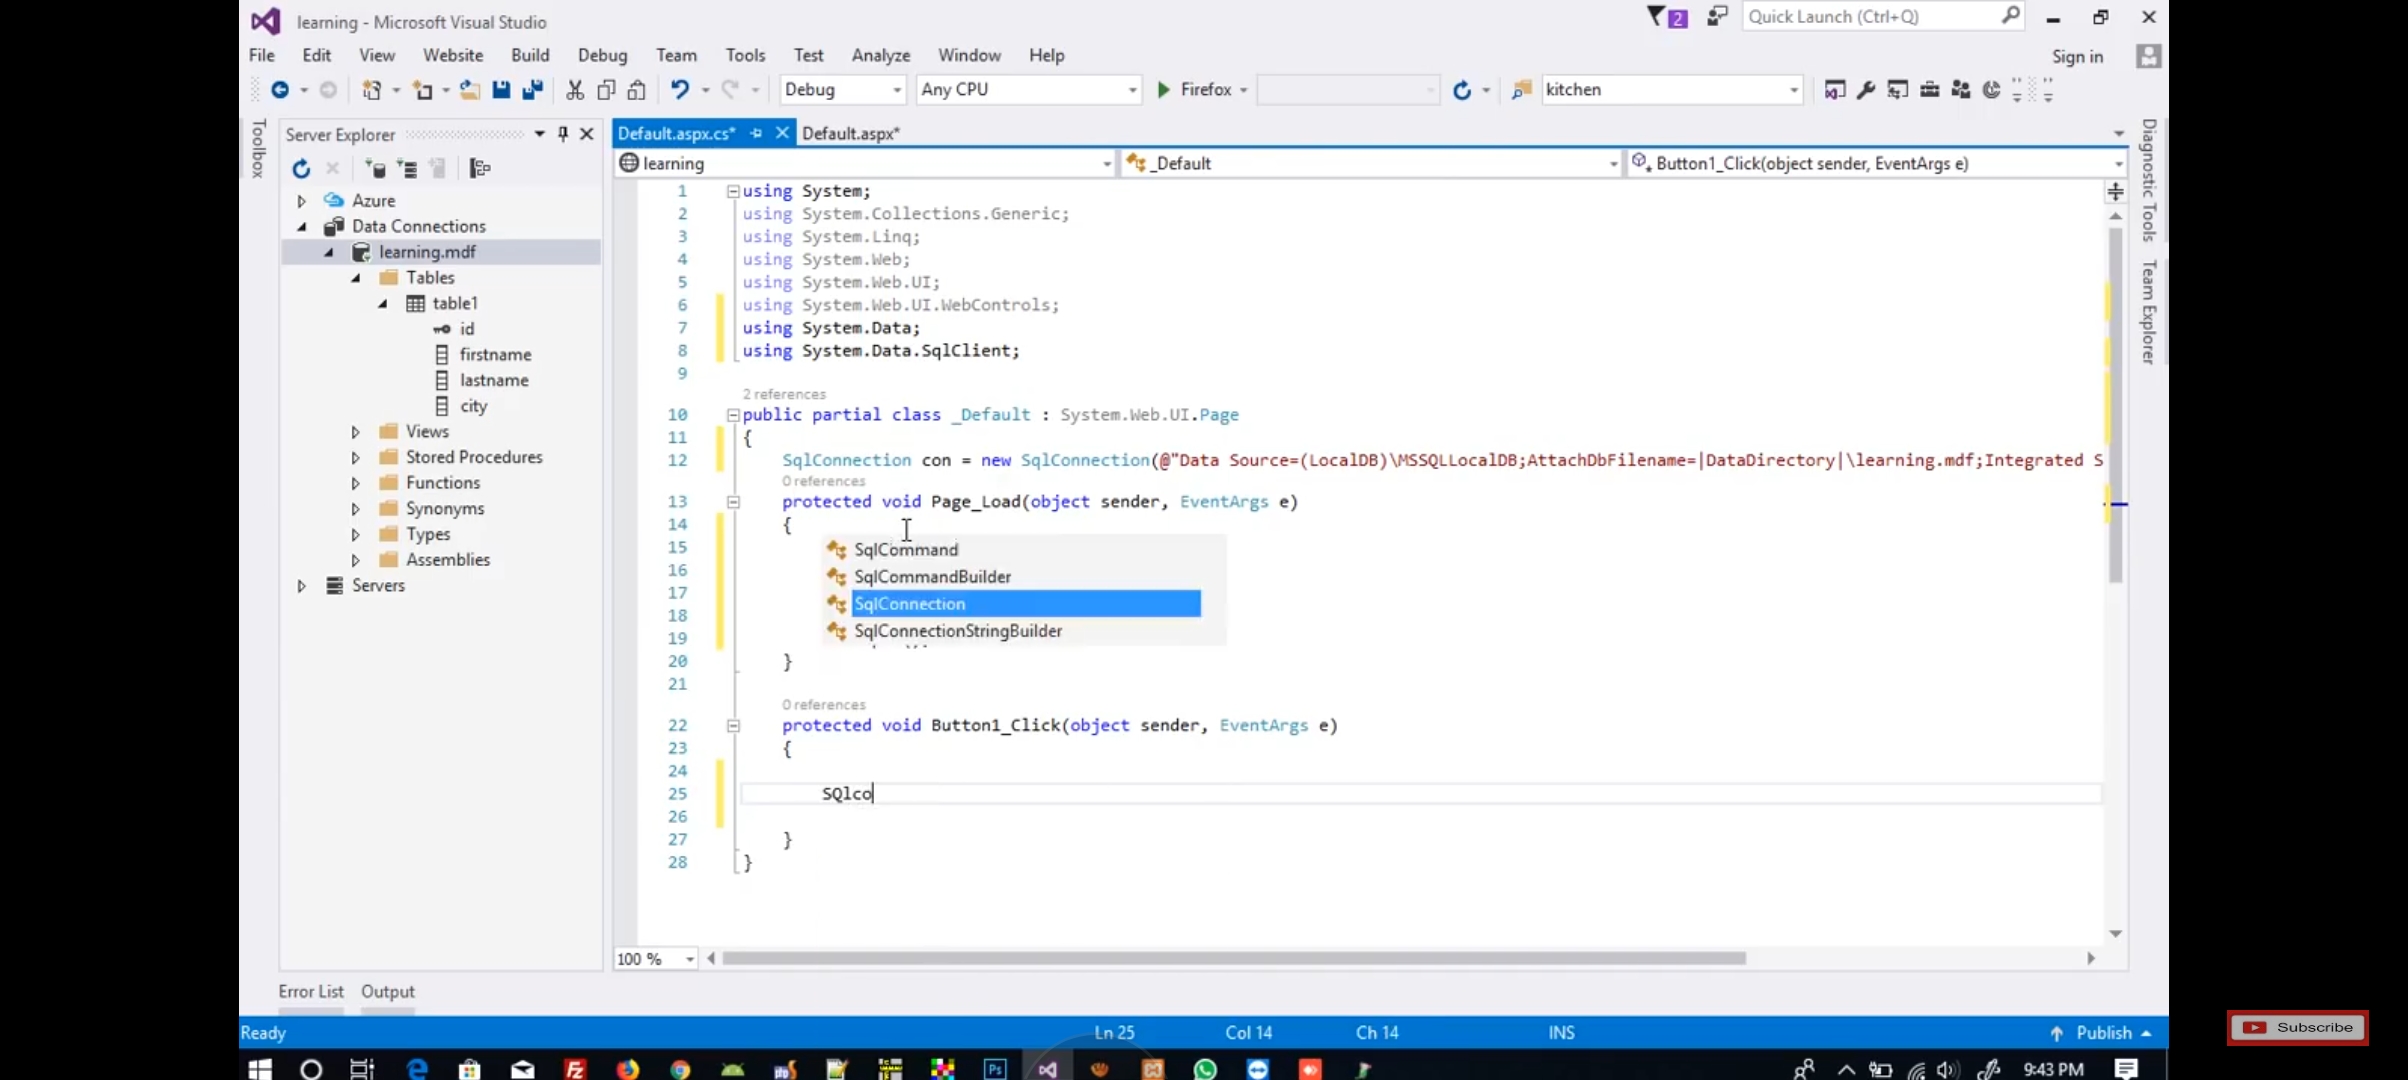 learning - Microsoft Visual Studio
2
Quick Launch (Ctrl+Q)
File Edit View Website Build Debug Team Tools Test Analyze Window Help
Sign in
Debug Any CPU Firefox kitchen
Toolbox
Server Explorer
Azure
Data Connections
learning.mdf
Tables
table1
id
firstname
lastname
city
Views
Stored Procedures
Functions
Synonyms
Types
Assemblies
Servers
Default.aspx.cs* Default.aspx*
learning _Default Button1_Click(object sender, EventArgs e)
1 using System;
2 using System.Collections.Generic;
3 using System.Linq;
4 using System.Web;
5 using System.Web.UI;
6 using System.Web.UI.WebControls;
7 using System.Data;
8 using System.Data.SqlClient;
9
2 references
10 public partial class _Default : System.Web.UI.Page
11 {
12 SqlConnection con = new SqlConnection(@"Data Source=(LocalDB)\MSSQLLocalDB;AttachDbFilename=|DataDirectory|\learning.mdf;Integrated S
0 references
13 protected void Page_Load(object sender, EventArgs e)
14 {
15 SqlCommand
16 SqlCommandBuilder
17 SqlConnection
18 SqlConnectionStringBuilder
19
20 }
21
0 references
22 protected void Button1_Click(object sender, EventArgs e)
23 {
24
25 SQlco
26
27 }
28 }
100 %
Diagnostic Tools
Team Explorer
Error List Output
Ready Ln 25 Col 14 Ch 14 INS Publish
Subscribe
9:43 PM